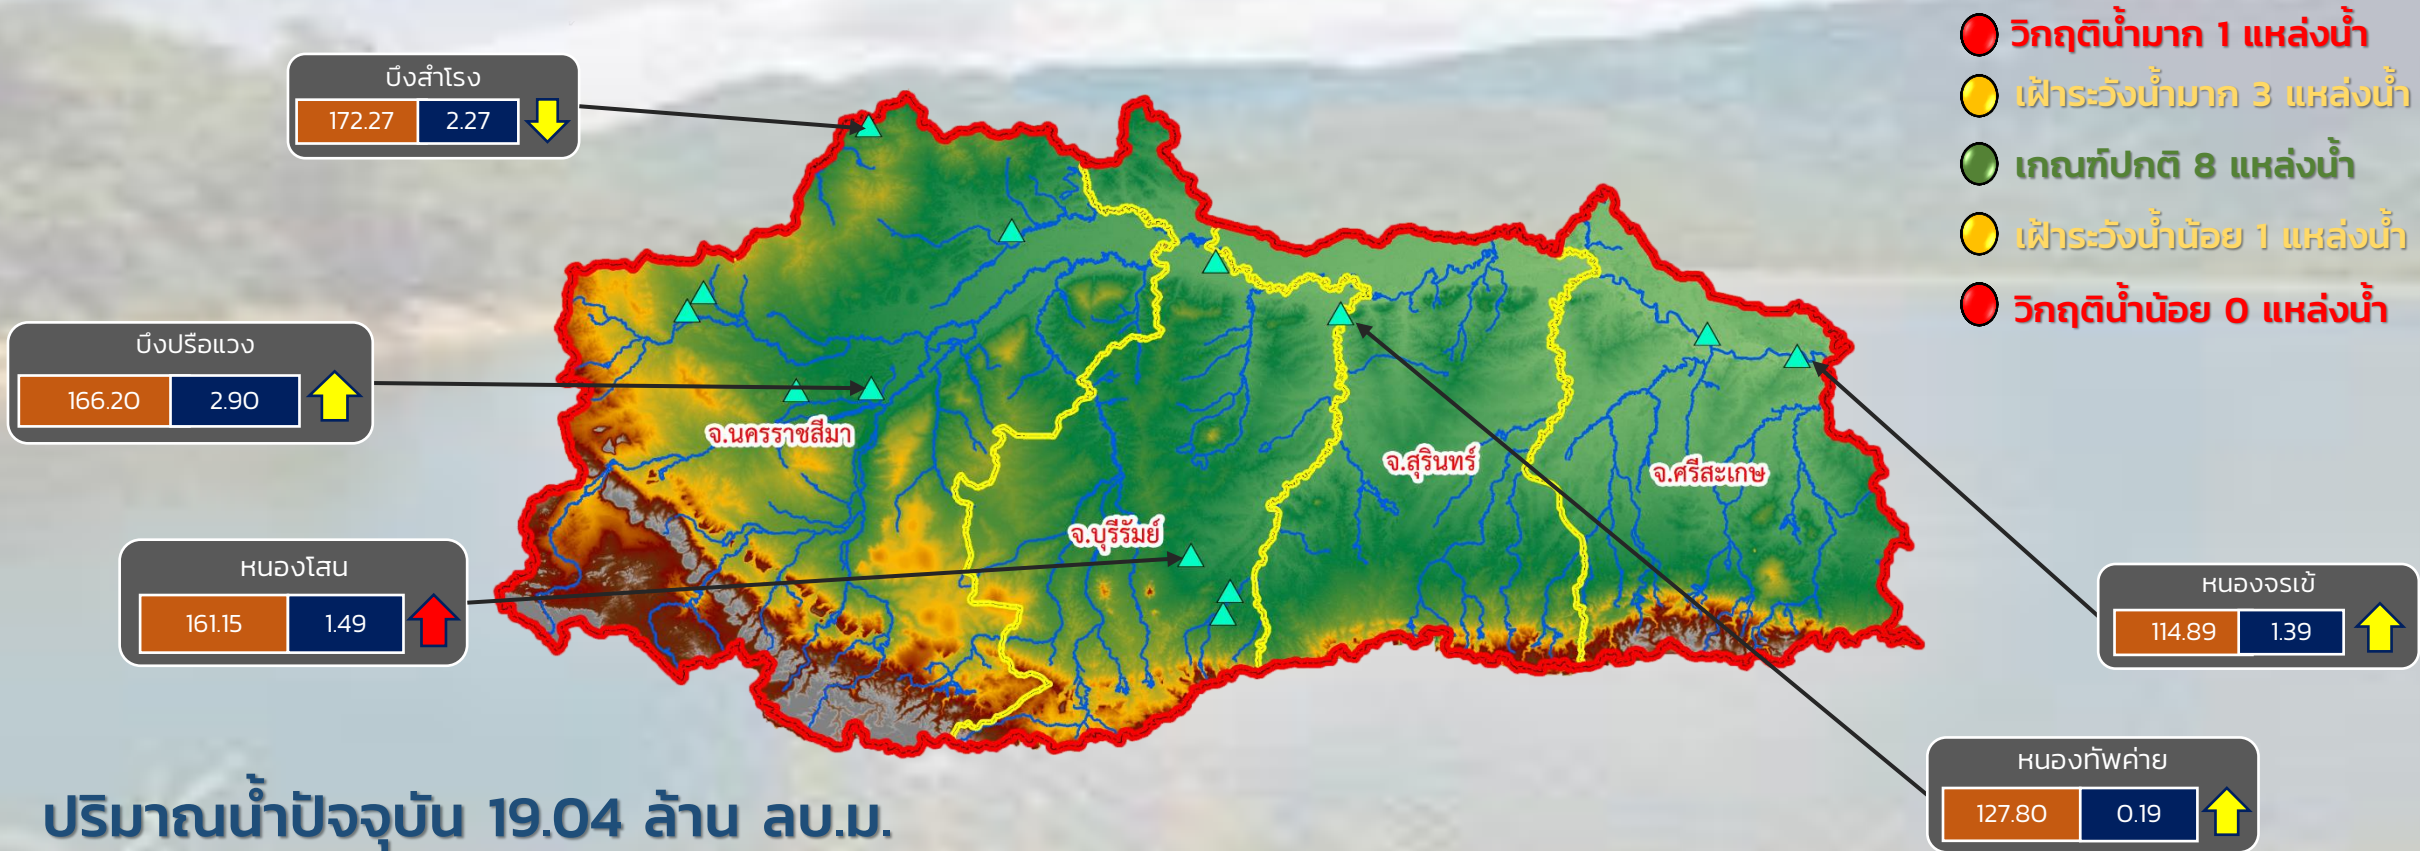 วิกฤติน้ำมาก 1 แหล่งน้ำ
เฝ้าระวังน้ำมาก 3 แหล่งน้ำ
เกณฑ์ปกติ 8 แหล่งน้ำ
เฝ้าระวังน้ำน้อย 1 แหล่งน้ำ
วิกฤติน้ำน้อย 0 แหล่งน้ำ
บึงสำโรง
172.27 2.27
บึงปรือแวง
166.20 2.90
หนองโสน
161.15 1.49
จ.นครราชสีมา
จ.บุรีรัมย์
จ.สุรินทร์
จ.ศรีสะเกษ
หนองจรเข้
114.89 1.39
หนองทัพค่าย
127.80 0.19
ปริมาณน้ำปัจจุบัน 19.04 ล้าน ลบ.ม.